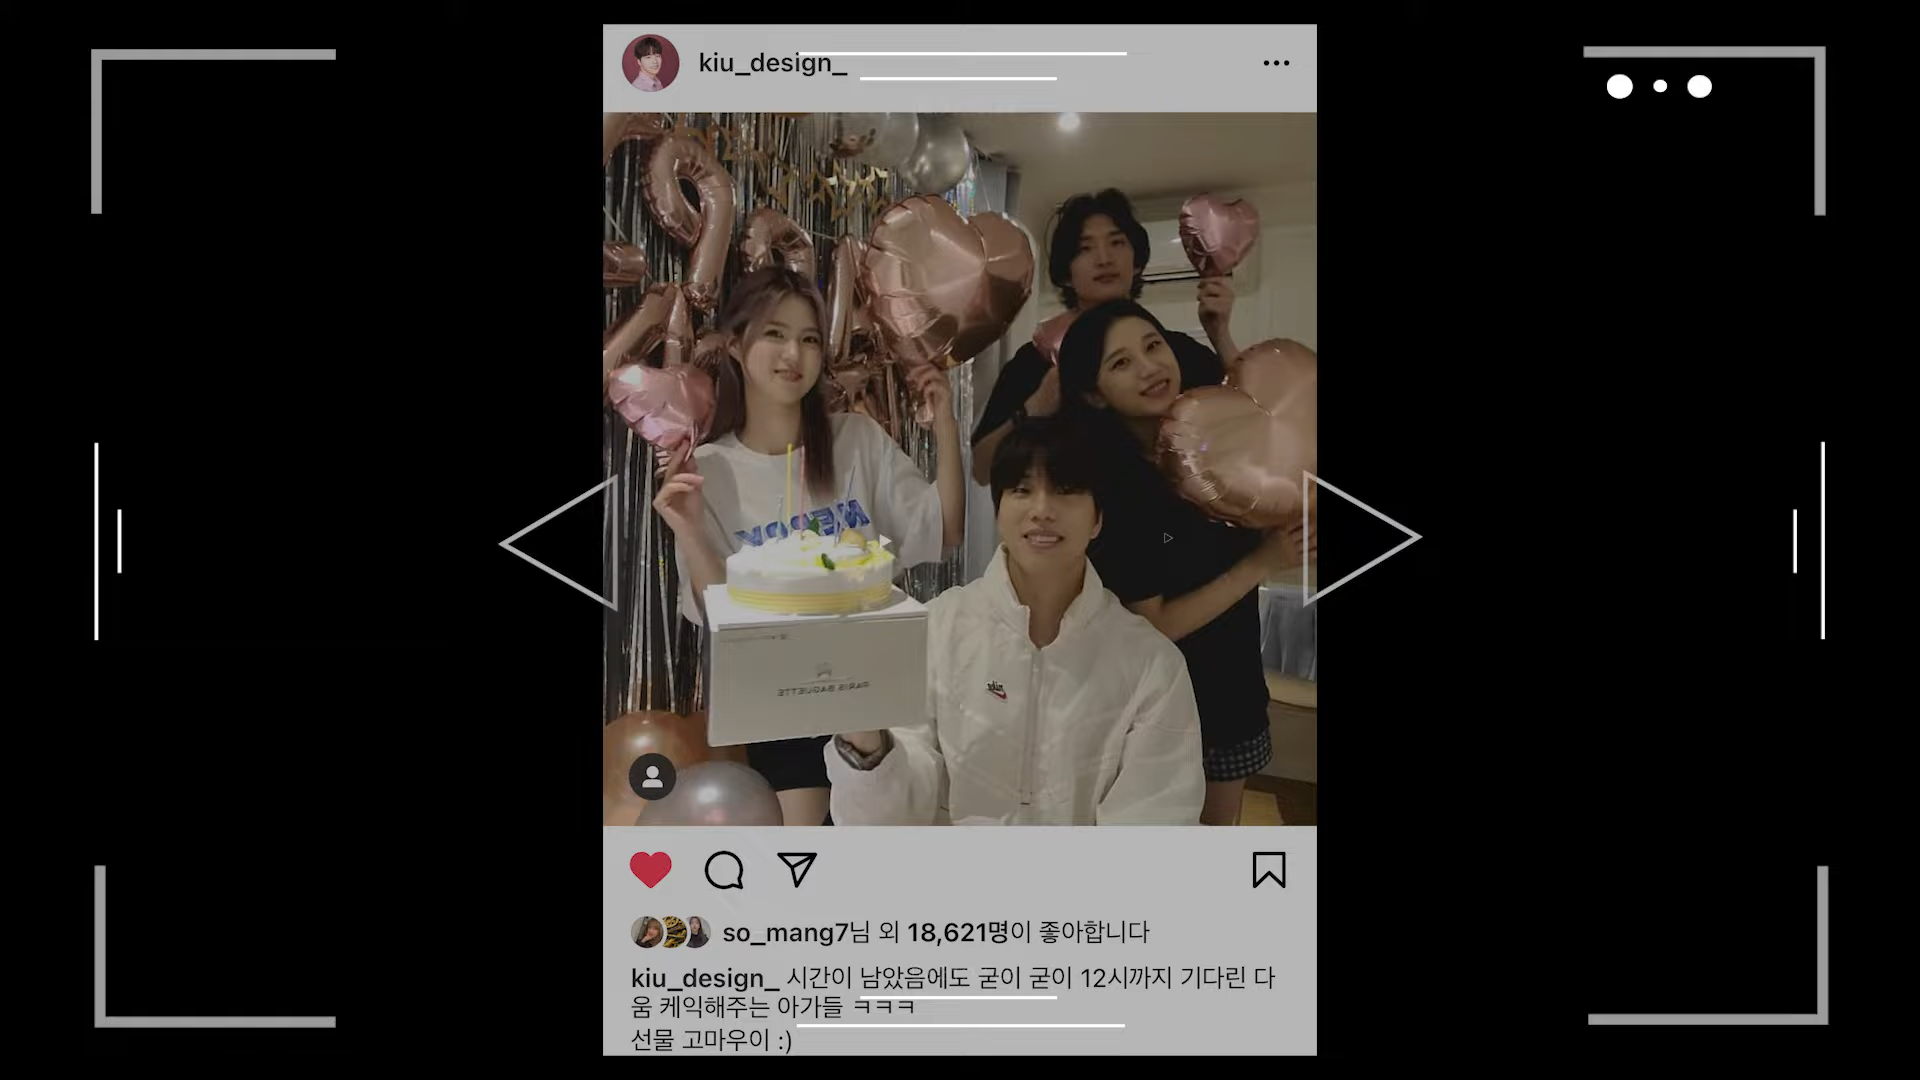 kiu_design_
NERDY
PARIS BAGUETTE
so_mang7님 외 18,621명이 좋아합니다
kiu_design_ 시간이 남았음에도 굳이 굳이 12시까지 기다린 다
움 케익해주는 아가들 ㅋㅋㅋ
선물 고마우이 :)